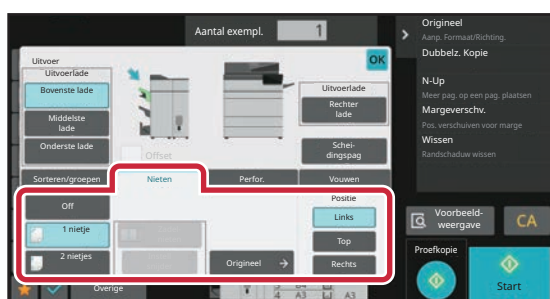 Aantal exempl. 1
Uitvoer
OK
Uitvoerlade
Bovenste lade
Middelste
lade
Onderste lade
Offset
Uitvoerlade
Rechter
lade
Schei-
dingspag
Sorteren/groepen
Nieten
Perfor.
Vouwen
Off
1 nietje
2 nietjes
Origineel →
Positie
Links
Top
Rechts
Overige
4 A3
A3
Origineel
Aanp. Formaat/Richting.
Dubbelz. Kopie
N-Up
Meer pag. op een pag. plaatsen
Margeverschv.
Pos. verschuiven voor marge
Wissen
Randschaduw wissen
Voorbeeld-
weergave
CA
Proefkopie
Start